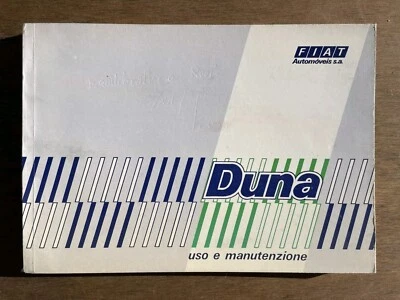 FIAT
Automóveis s.a.
Duna
uso e manutenzione